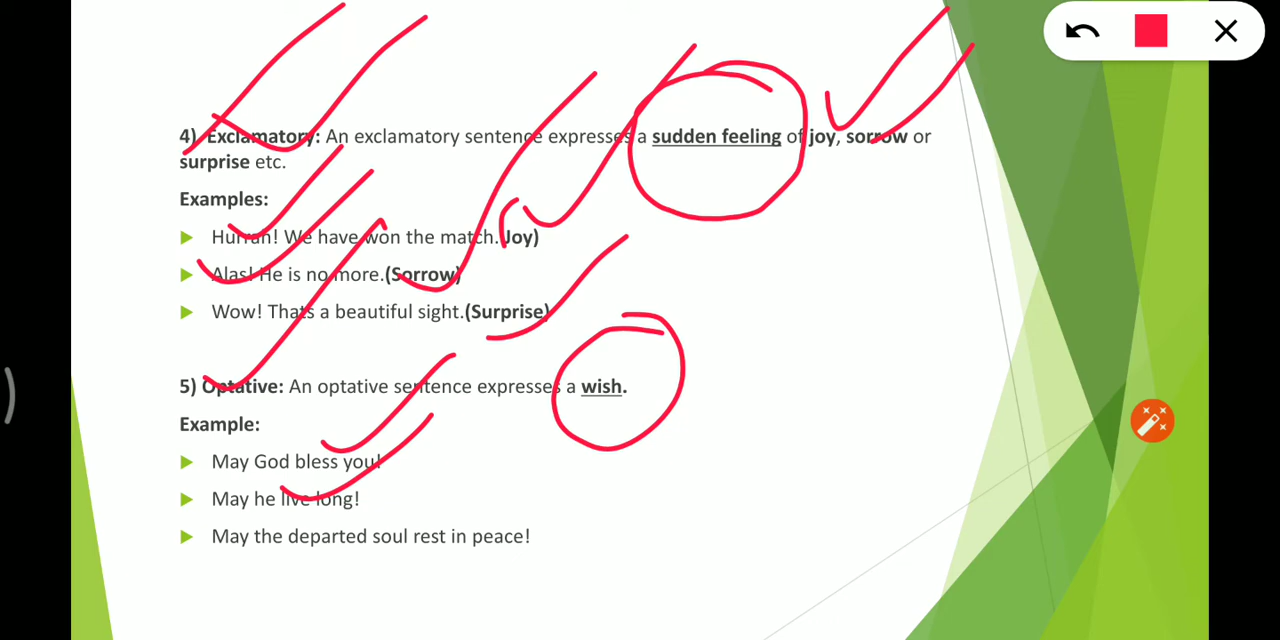 4) Exclamatory: An exclamatory sentence expresses a sudden feeling of joy, sorrow or
surprise etc.
Examples:
Hurrah! We have won the match.(Joy)
Alas! He is no more.(Sorrow)
Wow! Thats a beautiful sight.(Surprise)
5) Optative: An optative sentence expresses a wish.
Example:
May God bless you!
May he live long!
May the departed soul rest in peace!